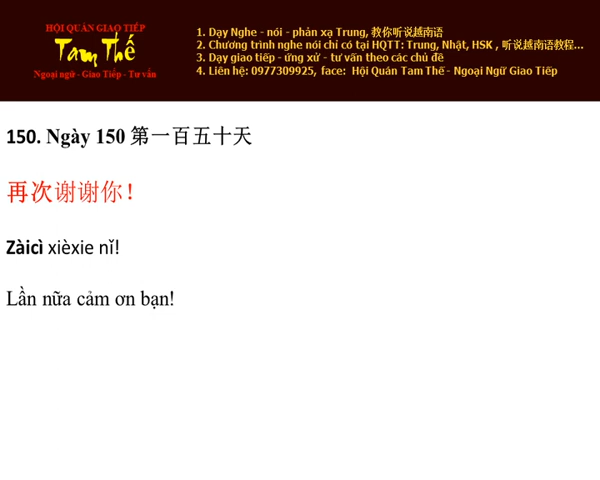 HỘI QUÁN GIAO TIẾP
Tam Thế
Ngoại ngữ - Giao Tiếp - Tư vấn
1. Dạy Nghe - nói - phản xạ Trung, 教你听说越南语
2. Chương trình nghe nói chỉ có tại HQTT: Trung, Nhật, HSK , 听说越南语教程...
3. Dạy giao tiếp - ứng xử - tư vấn theo các chủ đề
4. Liên hệ: 0977309925, face: Hội Quán Tam Thế - Ngoại Ngữ Giao Tiếp
150. Ngày 150 第一百五十天
再次谢谢你！
Zàicì xièxie nǐ!
Lần nữa cảm ơn bạn!